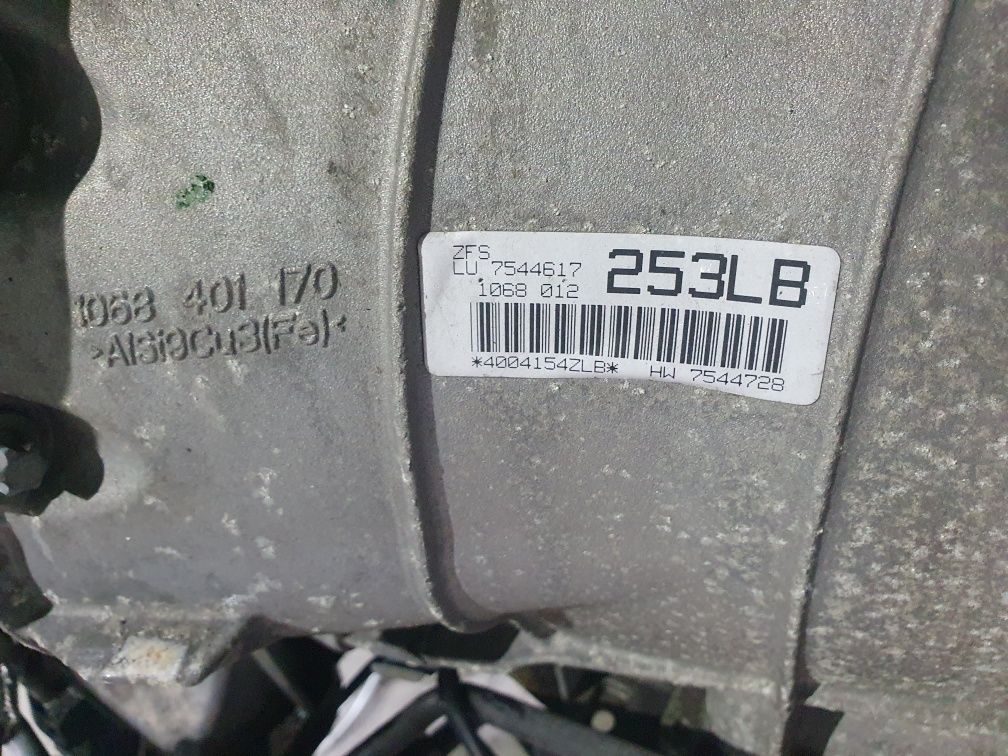 1068 401 170
>AlSi9Cu3(Fe)<
ZFS
LU 7544617
1068 012
253LB
*4004154ZLB* HW 7544728